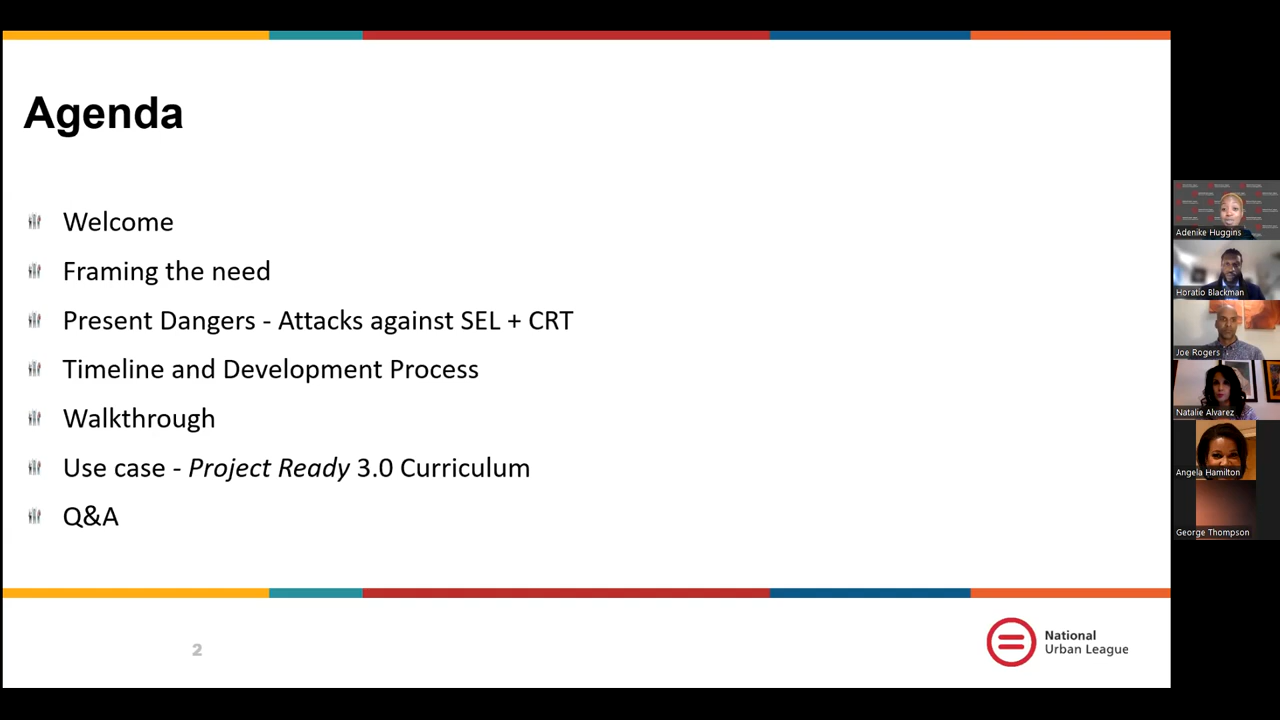 Agenda
Welcome
Framing the need
Present Dangers - Attacks against SEL + CRT
Timeline and Development Process
Walkthrough
Use case - Project Ready 3.0 Curriculum
Q&A
2
National
Urban League
Adenike Huggins
Horatio Blackman
Joe Rogers
Natalie Alvarez
Angela Hamilton
George Thompson